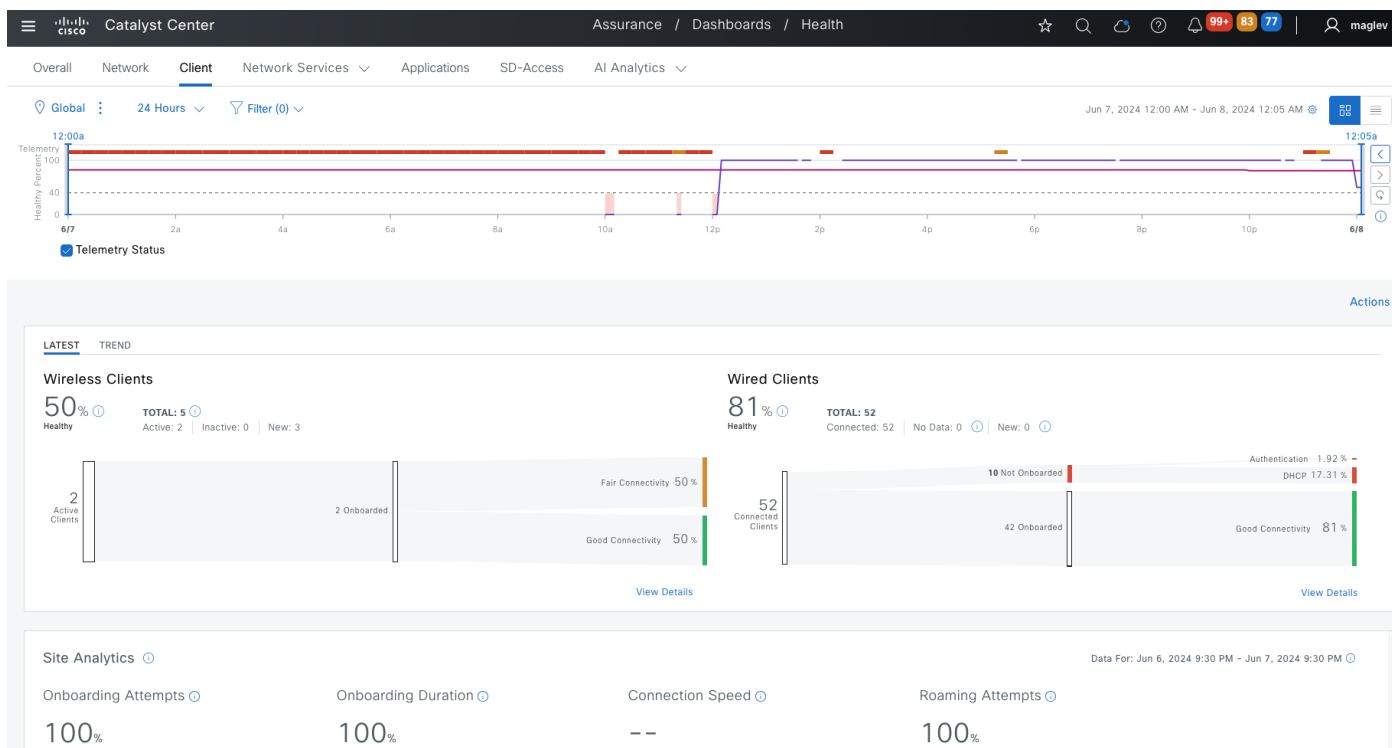 cisco Catalyst Center Assurance / Dashboards / Health 99+ 83 77 maglev
Overall Network Client Network Services Applications SD-Access AI Analytics
Global 24 Hours Filter (0) Jun 7, 2024 12:00 AM - Jun 8, 2024 12:05 AM
12:00a 12:05a
Telemetry
100
40
0
Healthy Percent
6/7 2a 4a 6a 8a 10a 12p 2p 4p 6p 8p 10p 6/8
Telemetry Status
Actions
LATEST TREND
Wireless Clients
50%
Healthy
TOTAL: 5
Active: 2 Inactive: 0 New: 3
2
Active
Clients
2 Onboarded
Fair Connectivity 50 %
Good Connectivity 50 %
View Details
Wired Clients
81%
Healthy
TOTAL: 52
Connected: 52 No Data: 0 New: 0
52
Connected
Clients
10 Not Onboarded
42 Onboarded
Authentication 1.92 %
DHCP 17.31 %
Good Connectivity 81 %
View Details
Site Analytics Data For: Jun 6, 2024 9:30 PM - Jun 7, 2024 9:30 PM
Onboarding Attempts Onboarding Duration Connection Speed Roaming Attempts
100% 100% -- 100%